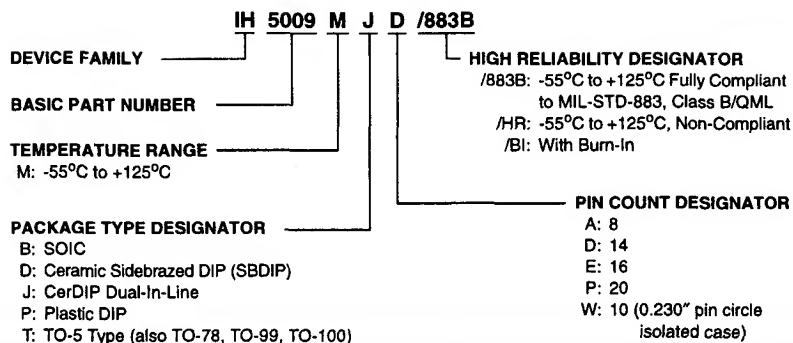 IH 5009 M J D /883B
DEVICE FAMILY
BASIC PART NUMBER
TEMPERATURE RANGE
M: -55°C to +125°C
PACKAGE TYPE DESIGNATOR
B: SOIC
D: Ceramic Sidebrazed DIP (SBDIP)
J: CerDIP Dual-In-Line
P: Plastic DIP
T: TO-5 Type (also TO-78, TO-99, TO-100)
HIGH RELIABILITY DESIGNATOR
/883B: -55°C to +125°C Fully Compliant
to MIL-STD-883, Class B/QML
/HR: -55°C to +125°C, Non-Compliant
/BI: With Burn-In
PIN COUNT DESIGNATOR
A: 8
D: 14
E: 16
P: 20
W: 10 (0.230″ pin circle
isolated case)